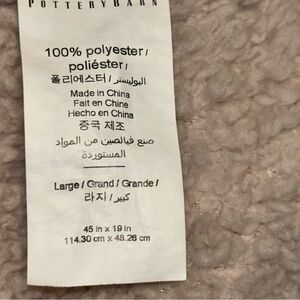 POTTERYBARN
100% polyester /
poliéster /
폴리에스터 / البوليستر
Made in China
Fait en Chine
Hecho en China
중국 제조
صنع فيالصين من المواد
المستوردة
Large / Grand / Grande /
라지 / كبير
45 in x 19 in
114.30 cm x 48.26 cm